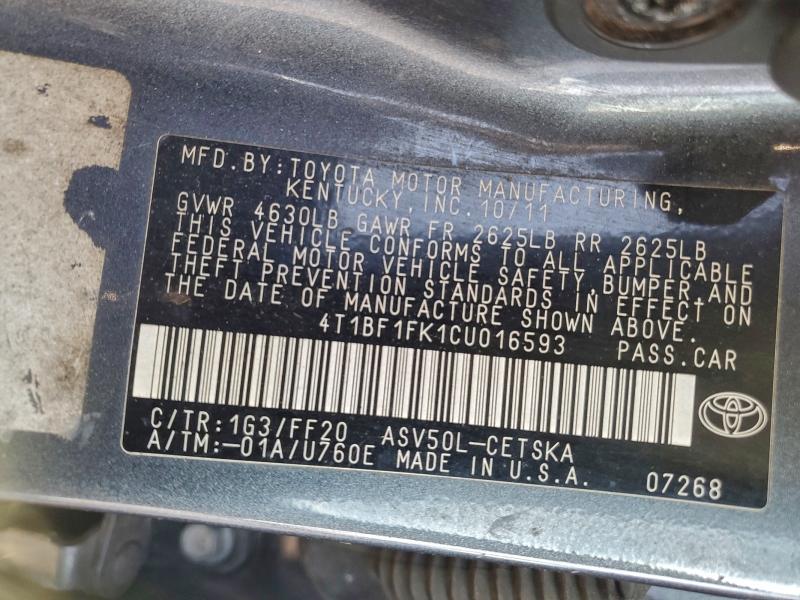 MFD.BY:TOYOTA MOTOR MANUFACTURING,
KENTUCKY, INC. 10/11
GVWR 4630LB GAWR FR 2625LB RR 2625LB
THIS VEHICLE CONFORMS TO ALL APPLICABLE
FEDERAL MOTOR VEHICLE SAFETY, BUMPER, AND
THEFT PREVENTION STANDARDS IN EFFECT ON
THE DATE OF MANUFACTURE SHOWN ABOVE.
4T1BF1FK1CU016593 PASS.CAR
C/TR:1G3/FF20 ASV50L-CETSKA
A/TM:-01A/U760E MADE IN U.S.A. 07268